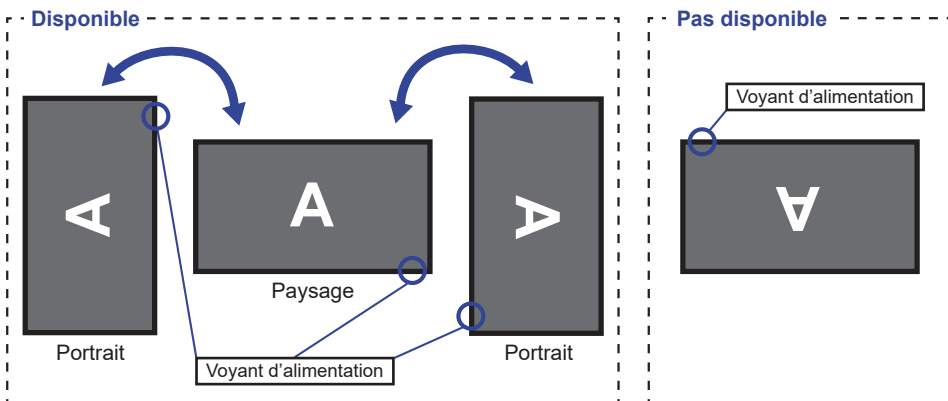 Disponible
Pas disponible
Voyant d'alimentation
A
A
A
A
Paysage
Portrait
Portrait
Voyant d'alimentation